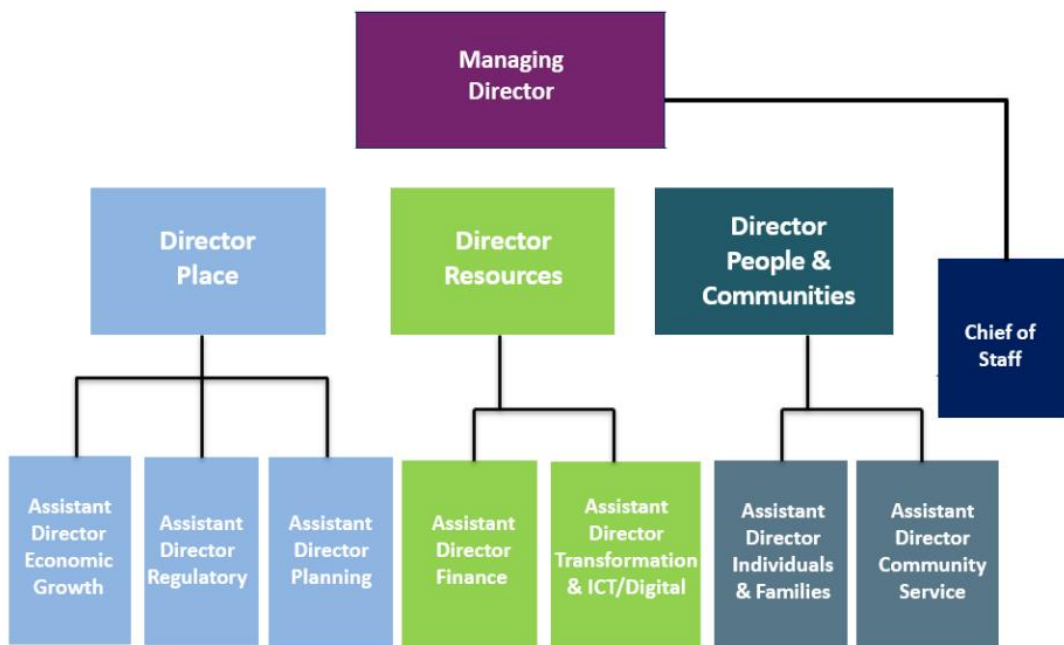 Managing
Director
Director
Place
Director
Resources
Director
People &
Communities
Chief of
Staff
Assistant
Director
Economic
Growth
Assistant
Director
Regulatory
Assistant
Director
Planning
Assistant
Director
Finance
Assistant
Director
Transformation
& ICT/Digital
Assistant
Director
Individuals
& Families
Assistant
Director
Community
Service